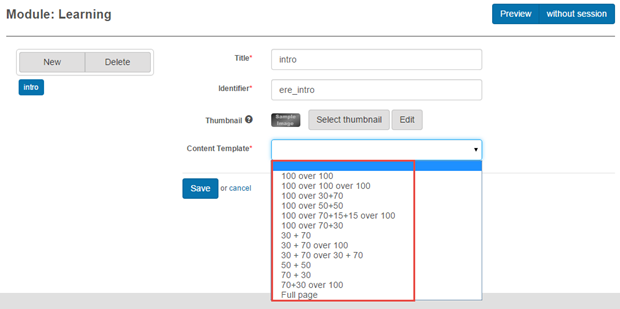 Module: Learning
Preview
without session
New
Delete
intro
Title*
intro
Identifier*
ere_intro
Thumbnail ?
Sample
Image
Select thumbnail
Edit
Content Template*
100 over 100
100 over 100 over 100
100 over 30+70
100 over 50+50
100 over 70+15+15 over 100
100 over 70+30
30 + 70
30 + 70 over 100
30 + 70 over 30 + 70
50 + 50
70 + 30
70+30 over 100
Full page
Save or cancel